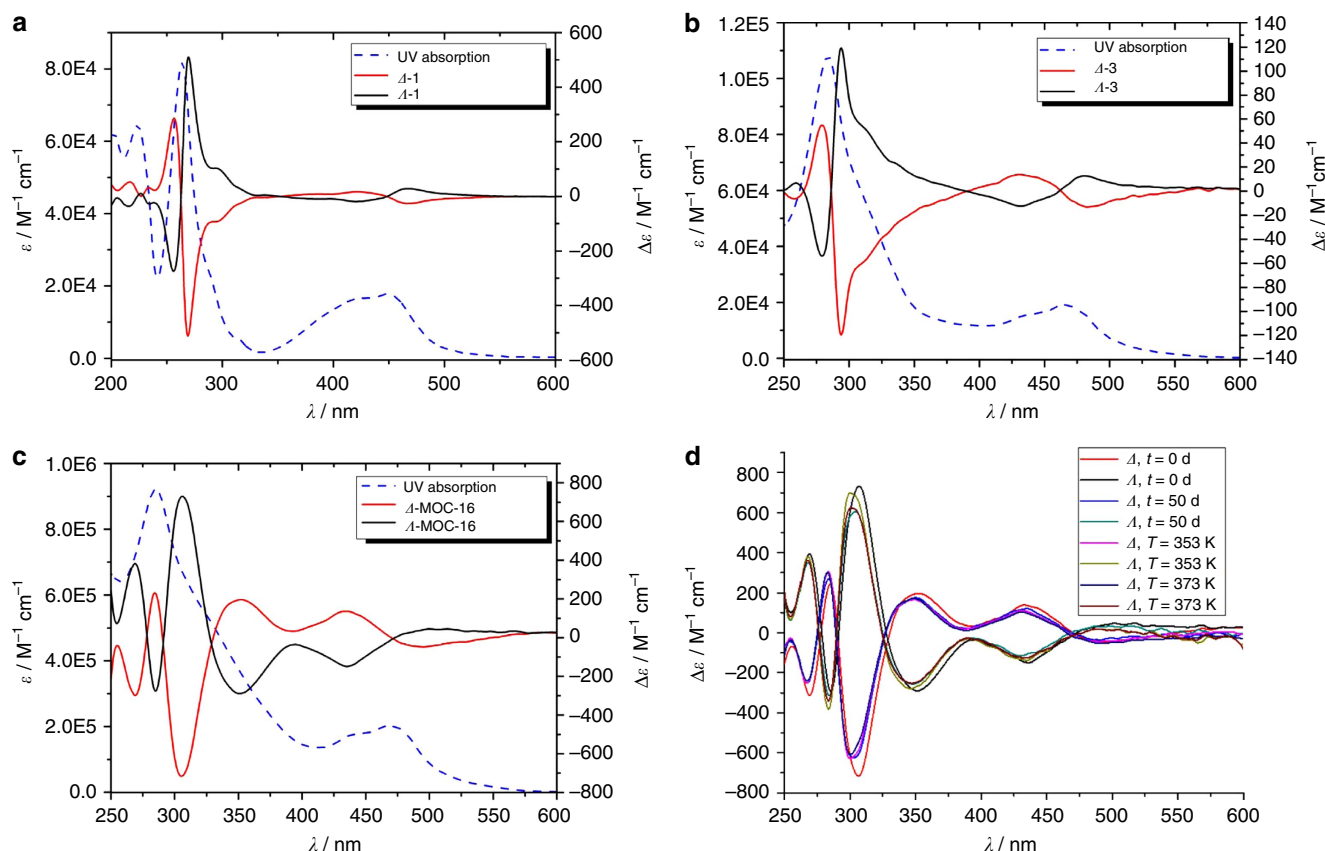 a
600
400
200
0
−200
−400
−600
8.0E4
6.0E4
4.0E4
2.0E4
0.0
UV absorption
Λ-1
Λ-1
ε / M⁻¹ cm⁻¹
Δε / M⁻¹ cm⁻¹
200 250 300 350 400 450 500 550 600
λ / nm
b
1.2E5
1.0E5
8.0E4
6.0E4
4.0E4
2.0E4
0.0
140
120
100
80
60
40
20
0
−20
−40
−60
−80
−100
−120
−140
UV absorption
Λ-3
Λ-3
ε / M⁻¹ cm⁻¹
Δε / M⁻¹ cm⁻¹
250 300 350 400 450 500 550 600
λ / nm
c
1.0E6
8.0E5
6.0E5
4.0E5
2.0E5
0.0
800
600
400
200
0
−200
−400
−600
−800
UV absorption
Λ-MOC-16
Λ-MOC-16
ε / M⁻¹ cm⁻¹
Δε / M⁻¹ cm⁻¹
250 300 350 400 450 500 550 600
λ / nm
d
800
600
400
200
0
−200
−400
−600
−800
Λ, t = 0 d
Λ, t = 0 d
Λ, t = 50 d
Λ, t = 50 d
Λ, T = 353 K
Λ, T = 353 K
Λ, T = 373 K
Λ, T = 373 K
Δε / M⁻¹ cm⁻¹
250 300 350 400 450 500 550 600
λ / nm